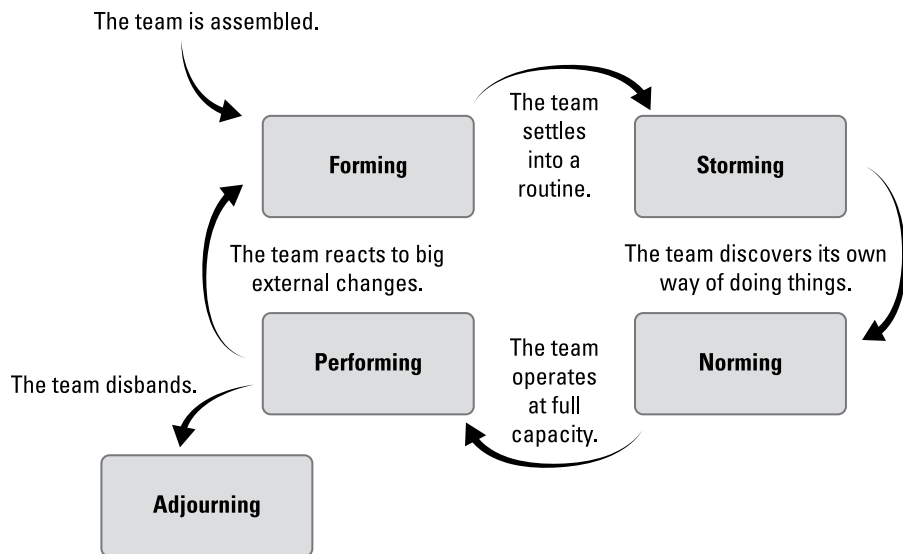 The team is assembled.
Forming
The team
settles
into a
routine.
Storming
The team reacts to big
external changes.
The team discovers its own
way of doing things.
Performing
The team
operates
at full
capacity.
Norming
The team disbands.
Adjourning